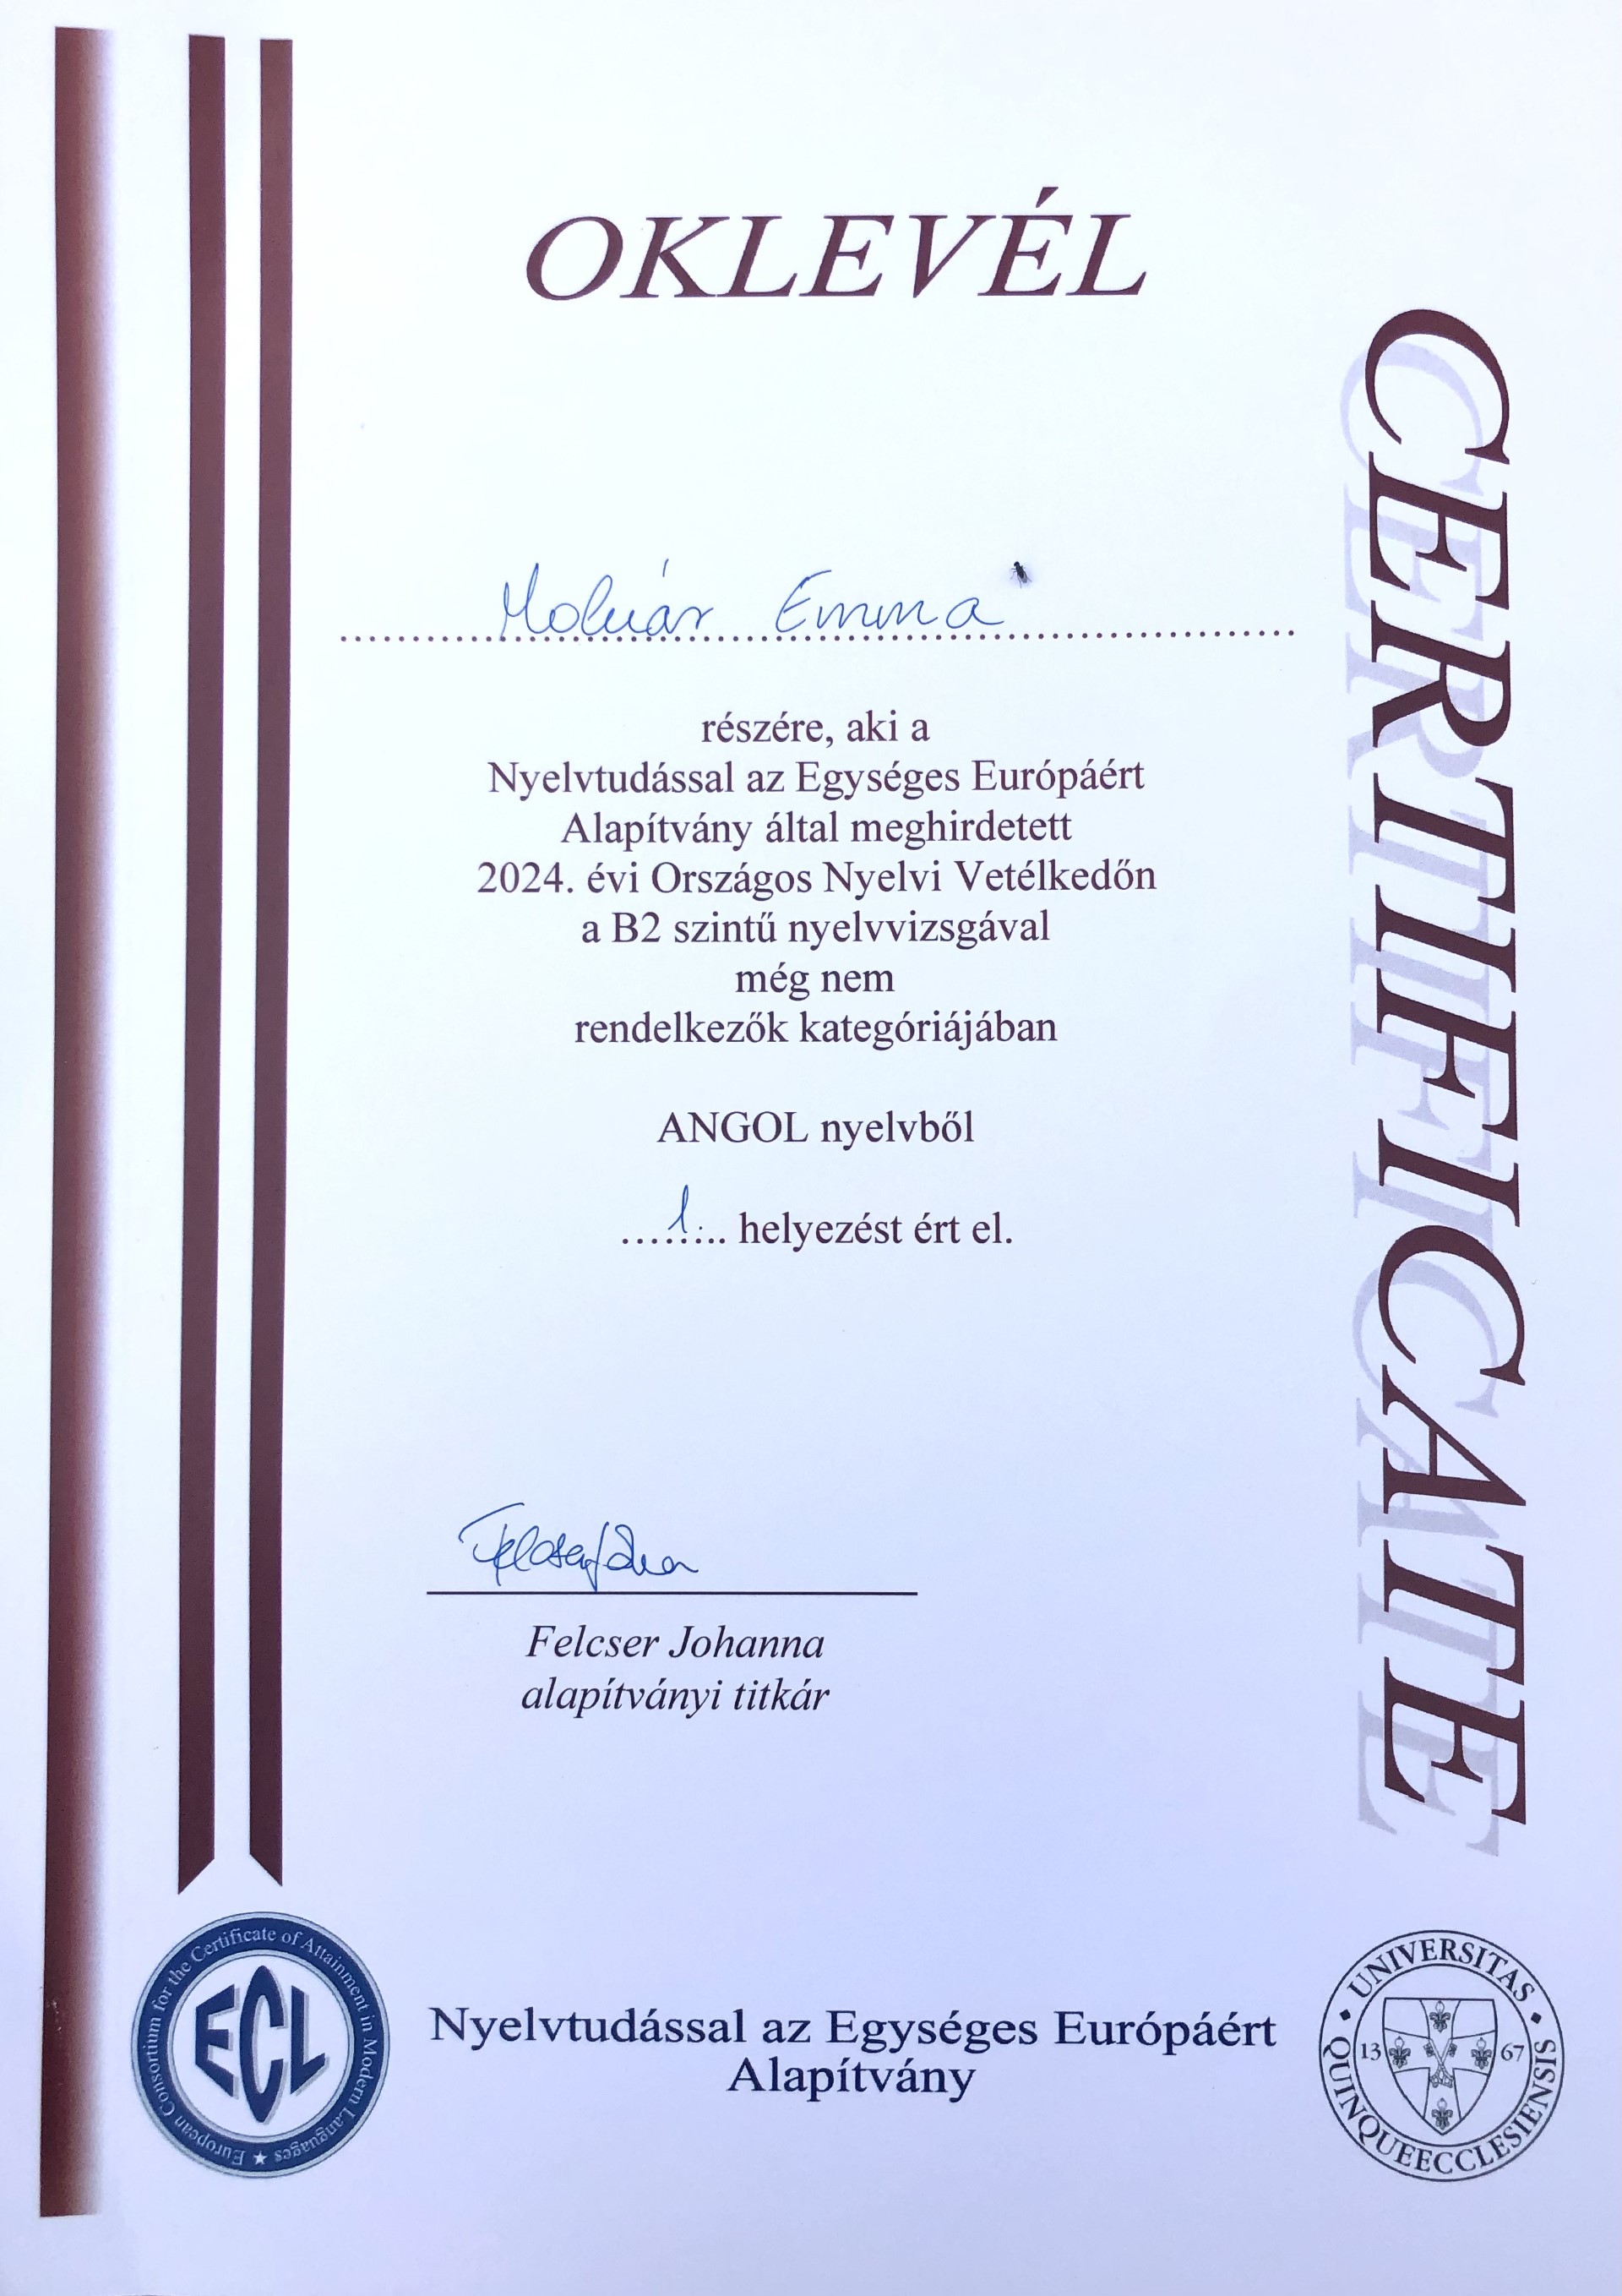 OKLEVÉL
CERTIFICATE
Molnár Emma
részére, aki a
Nyelvtudással az Egységes Európáért
Alapítvány által meghirdetett
2024. évi Országos Nyelvi Vetélkedőn
a B2 szintű nyelvvizsgával
még nem
rendelkezők kategóriájában
ANGOL nyelvből
...1... helyezést ért el.
Felcser Johanna
Felcser Johanna
alapítványi titkár
European Consortium for the Certificate of Attainment in Modern Languages ★
ECL
Nyelvtudással az Egységes Európáért
Alapítvány
• UNIVERSITAS •
QUINQUEECCLESIENSIS
13 67